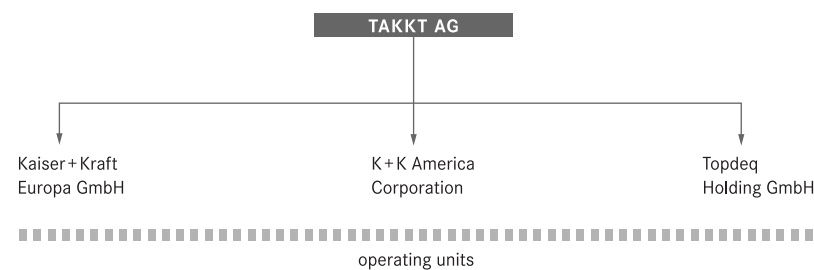 TAKKT AG
Kaiser+Kraft
Europa GmbH
K+K America
Corporation
Topdeq
Holding GmbH
operating units